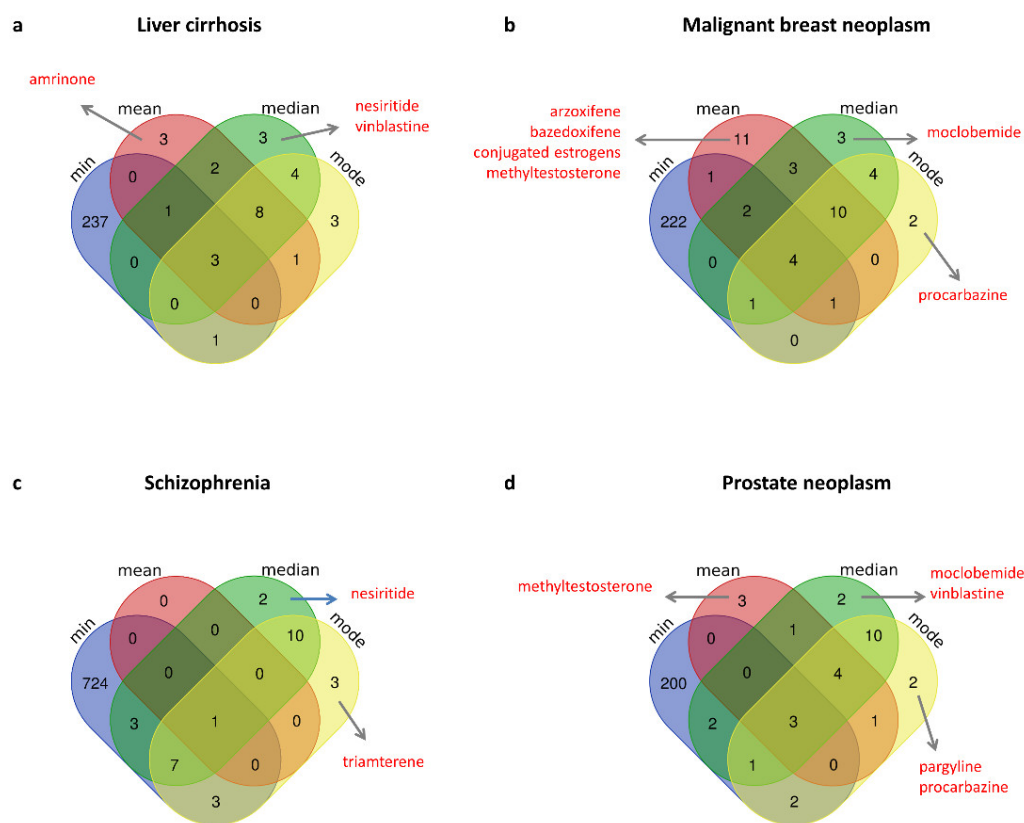 a Liver cirrhosis
amrinone
nesiritide
vinblastine
mean
median
min
mode
3
3
0
2
4
237
1
8
3
0
3
1
0
0
1
b Malignant breast neoplasm
arzoxifene
bazedoxifene
conjugated estrogens
methyltestosterone
moclobemide
procarbazine
mean
median
min
mode
11
3
1
3
4
222
2
10
2
0
4
0
1
1
0
c Schizophrenia
nesiritide
triamterene
mean
median
min
mode
0
2
0
0
10
724
0
0
3
3
1
0
7
0
3
d Prostate neoplasm
methyltestosterone
moclobemide
vinblastine
pargyline
procarbazine
mean
median
min
mode
3
2
0
1
10
200
0
4
2
2
3
1
1
0
2